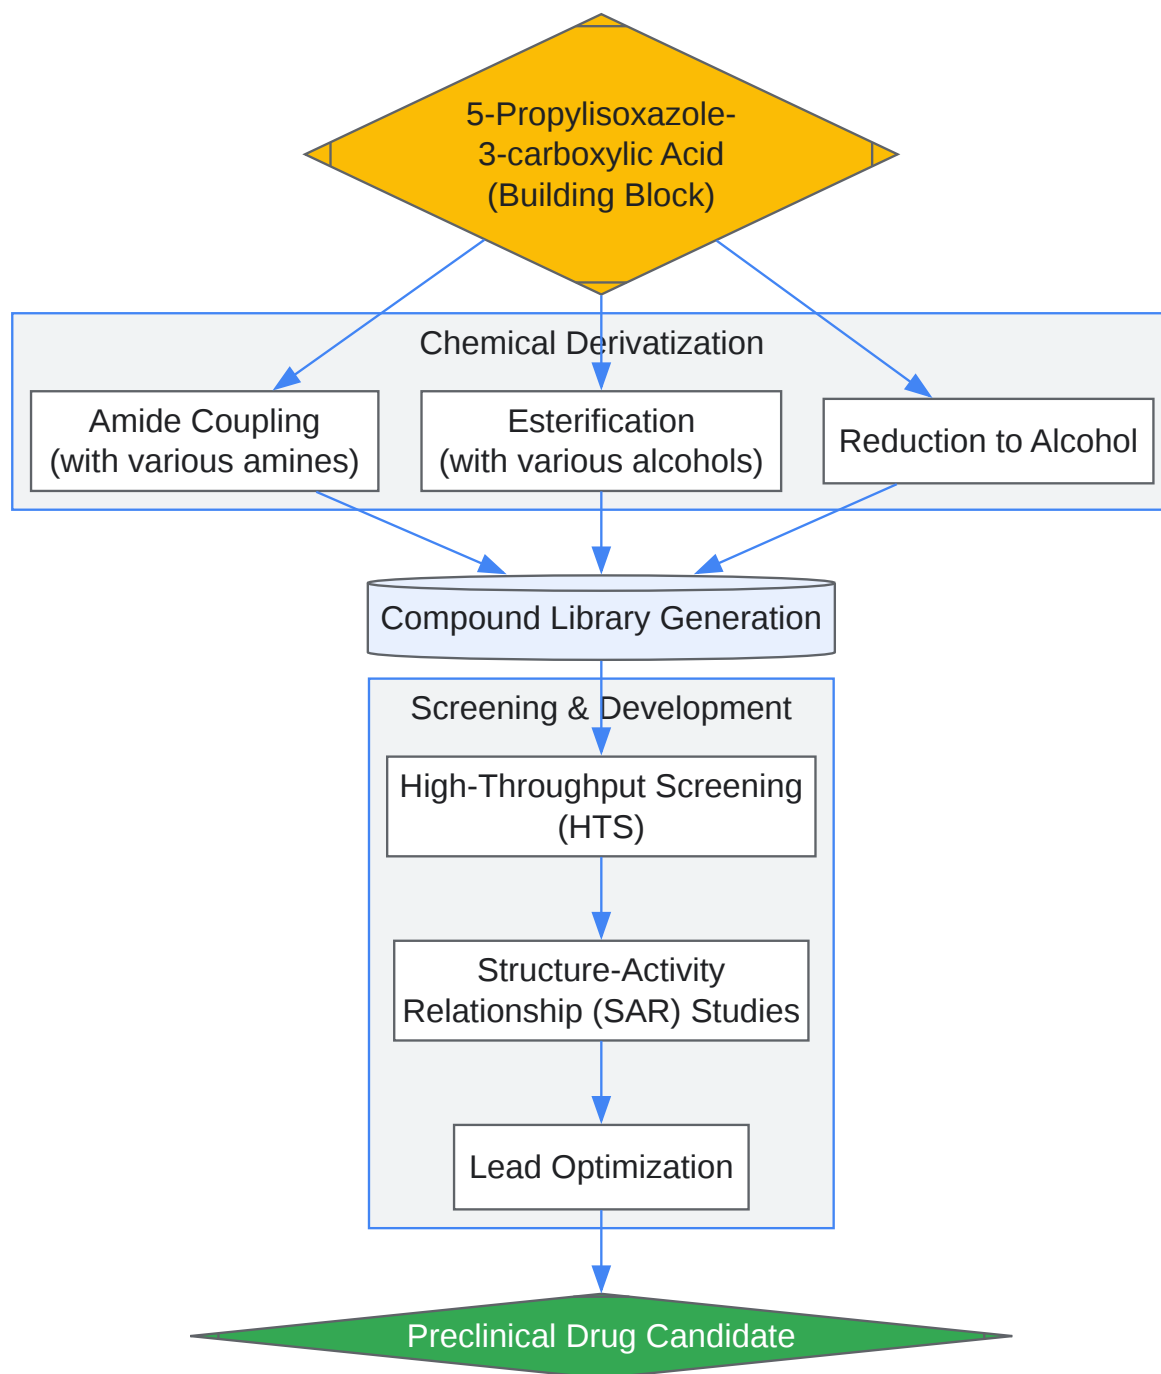 5-Propylisoxazole-
3-carboxylic Acid
(Building Block)
Chemical Derivatization
Amide Coupling
(with various amines)
Esterification
(with various alcohols)
Reduction to Alcohol
Compound Library Generation
Screening & Development
High-Throughput Screening
(HTS)
Structure-Activity
Relationship (SAR) Studies
Lead Optimization
Preclinical Drug Candidate